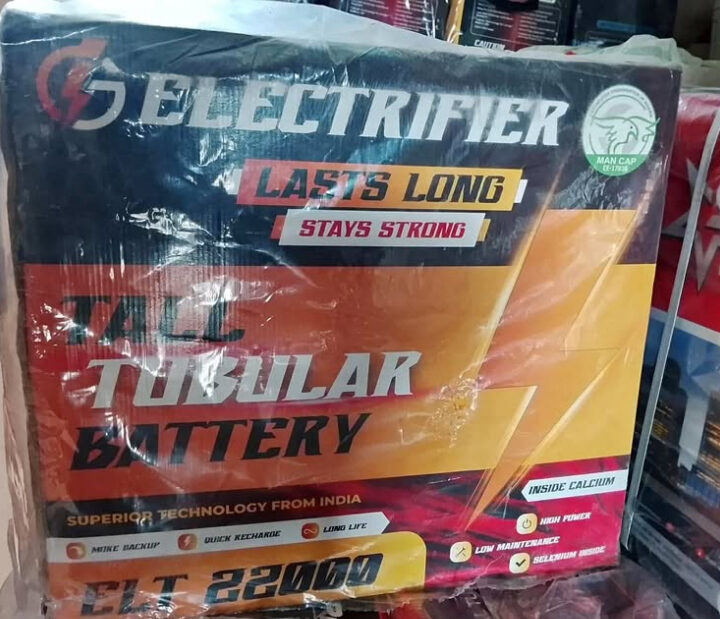 CAUTION
ELECTRIFIER
MAN CAP
LASTS LONG
STAYS STRONG
TALL
TUBULAR
BATTERY
INSIDE CALCIUM
SUPERIOR TECHNOLOGY FROM INDIA
HIGH POWER
MORE BACKUP
QUICK RECHARGE
LONG LIFE
LOW MAINTENANCE
SELENIUM INSIDE
ELT 22000